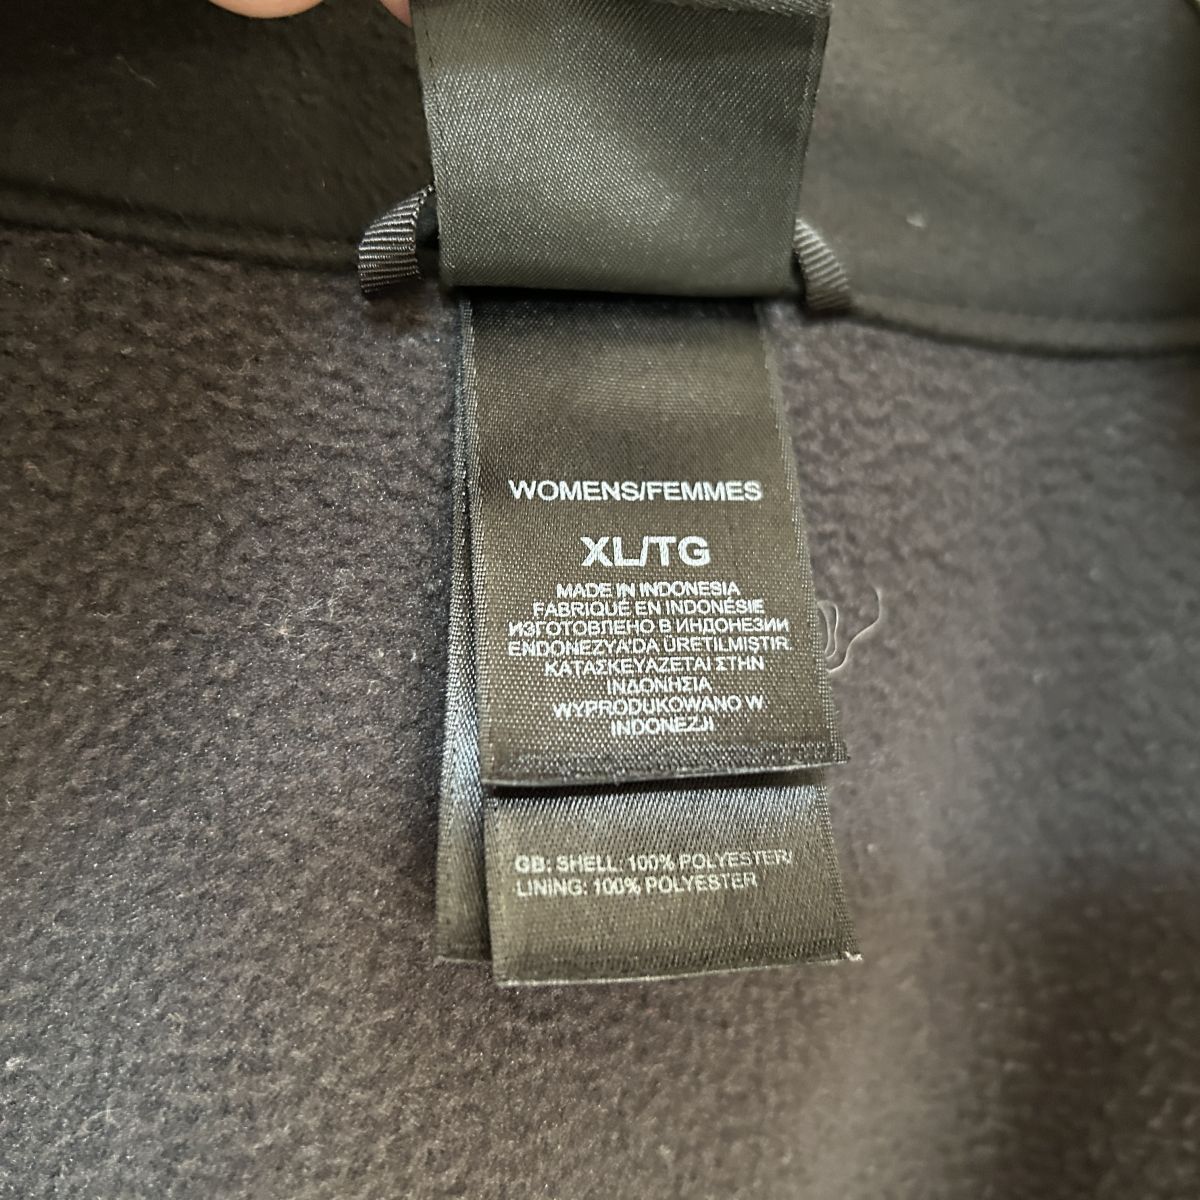 WOMENS/FEMMES
XL/TG
MADE IN INDONESIA
FABRIQUÉ EN INDONÉSIE
ИЗГОТОВЛЕНО В ИНДОНЕЗИИ
ENDONEZYA'DA ÜRETILMIŞTIR
ΚΑΤΑΣΚΕΥΑΖΕΤΑΙ ΣΤΗΝ
ΙΝΔΟΝΗΣΙΑ
WYPRODUKOWANO W
INDONEZJI
GB: SHELL: 100% POLYESTER/
LINING: 100% POLYESTER